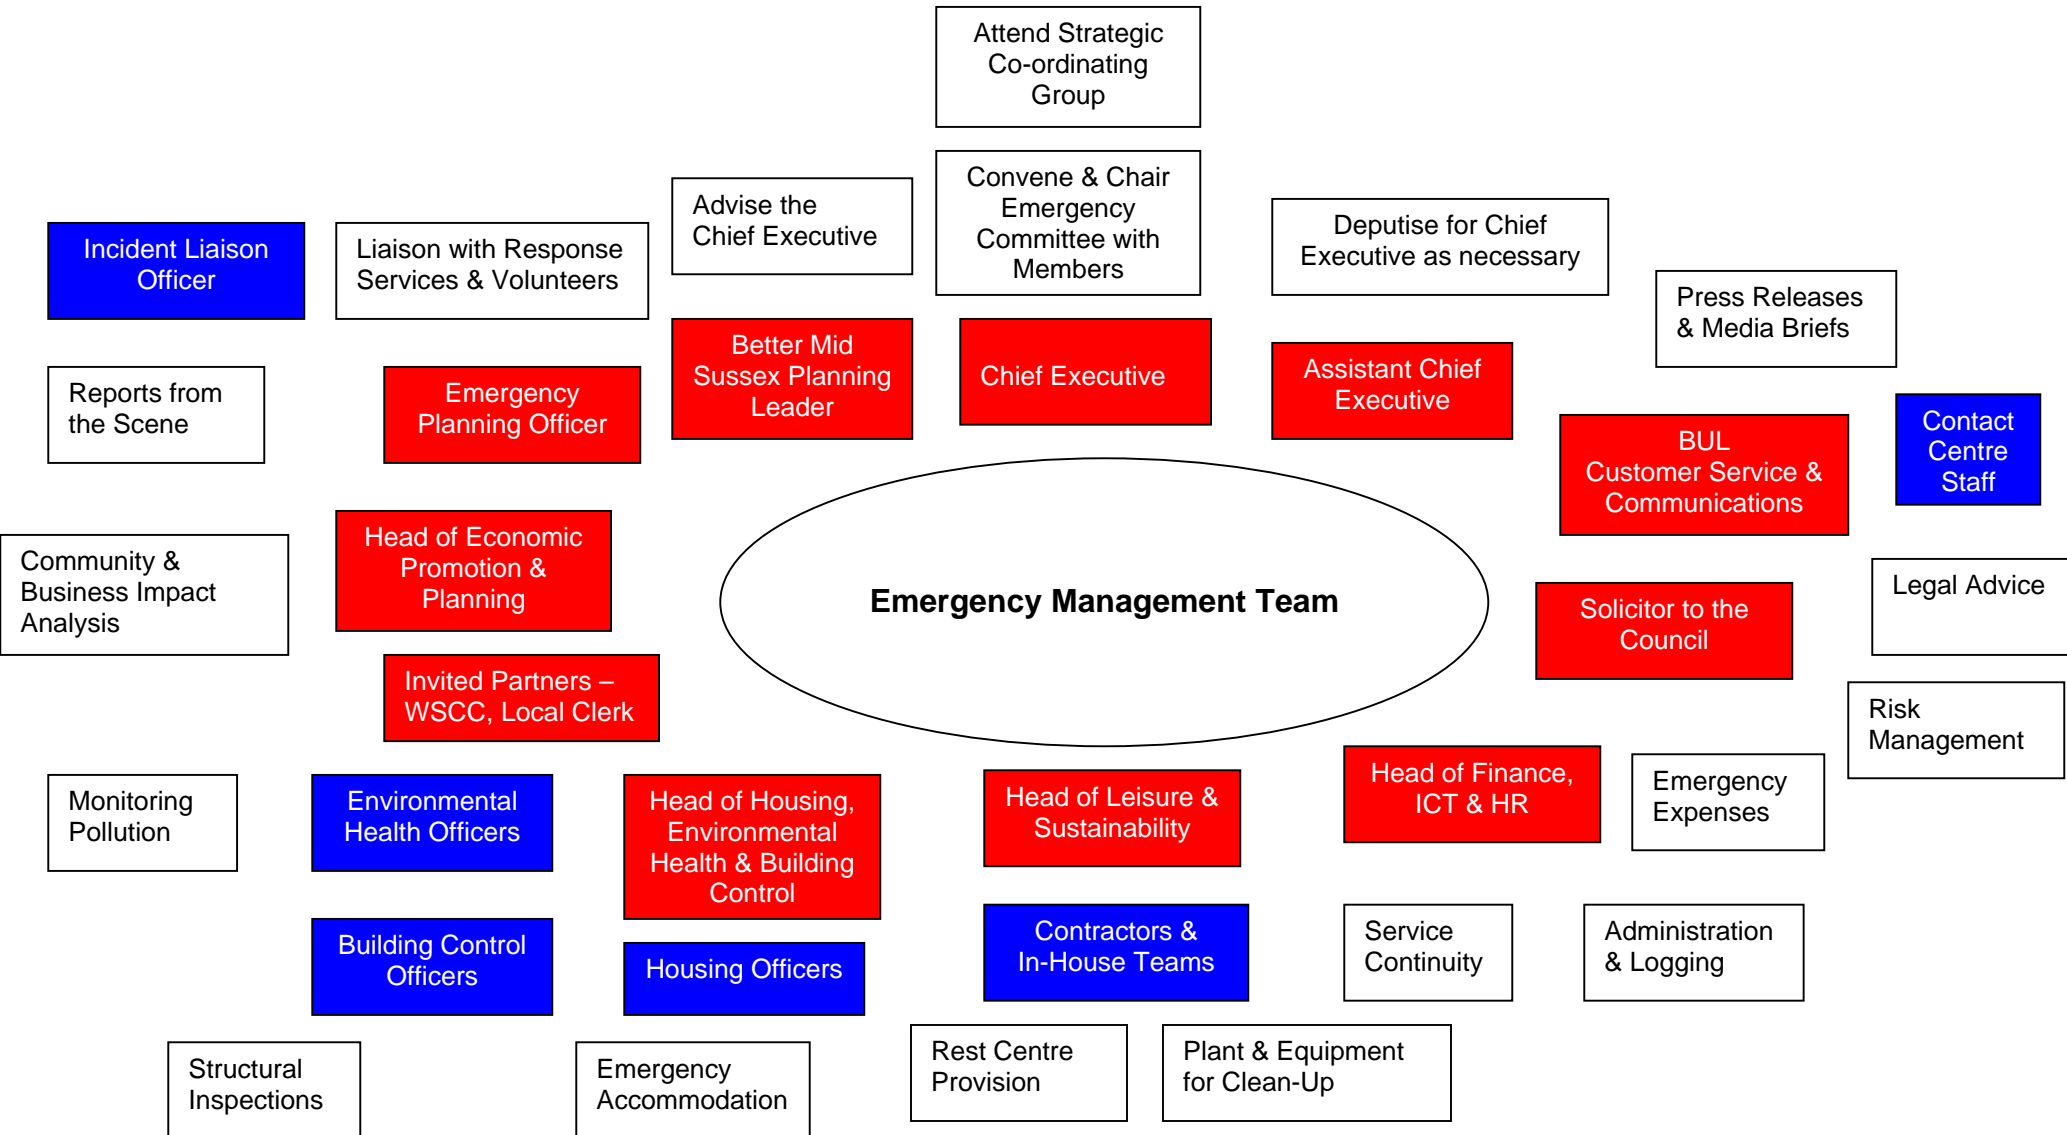 Attend Strategic
Co-ordinating
Group
Convene & Chair
Emergency
Committee with
Members
Advise the
Chief Executive
Deputise for Chief
Executive as necessary
Incident Liaison
Officer
Liaison with Response
Services & Volunteers
Press Releases
& Media Briefs
Better Mid
Sussex Planning
Leader
Chief Executive
Assistant Chief
Executive
Reports from
the Scene
Emergency
Planning Officer
BUL
Customer Service &
Communications
Contact
Centre
Staff
Head of Economic
Promotion &
Planning
Community &
Business Impact
Analysis
Emergency Management Team
Solicitor to the
Council
Legal Advice
Invited Partners –
WSCC, Local Clerk
Risk
Management
Monitoring
Pollution
Environmental
Health Officers
Head of Housing,
Environmental
Health & Building
Control
Head of Leisure &
Sustainability
Head of Finance,
ICT & HR
Emergency
Expenses
Building Control
Officers
Housing Officers
Contractors &
In-House Teams
Service
Continuity
Administration
& Logging
Structural
Inspections
Emergency
Accommodation
Rest Centre
Provision
Plant & Equipment
for Clean-Up